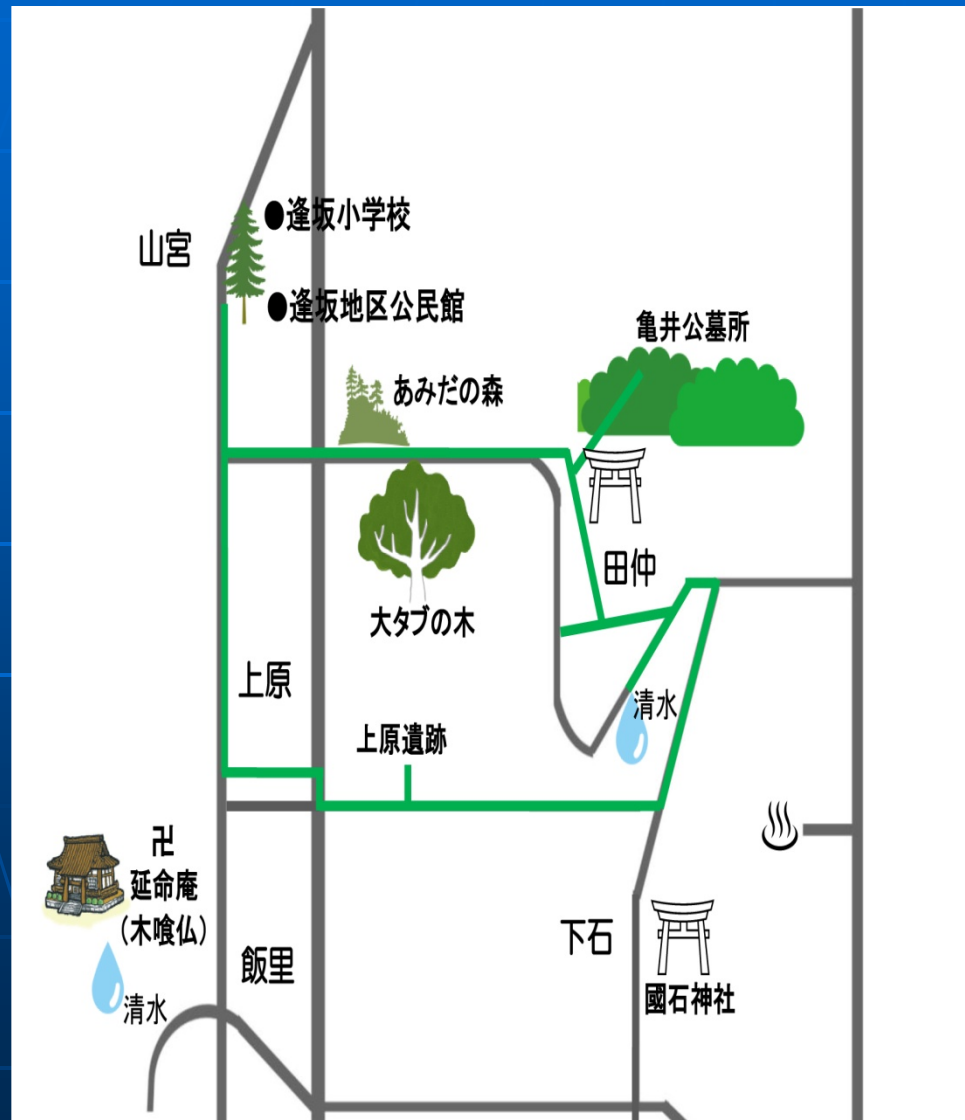 ●逢坂小学校
山宮
●逢坂地区公民館
亀井公墓所
あみだの森
田仲
大タブの木
上原
清水
上原遺跡
卍
延命庵
(木喰仏)
下石
飯里
國石神社
清水